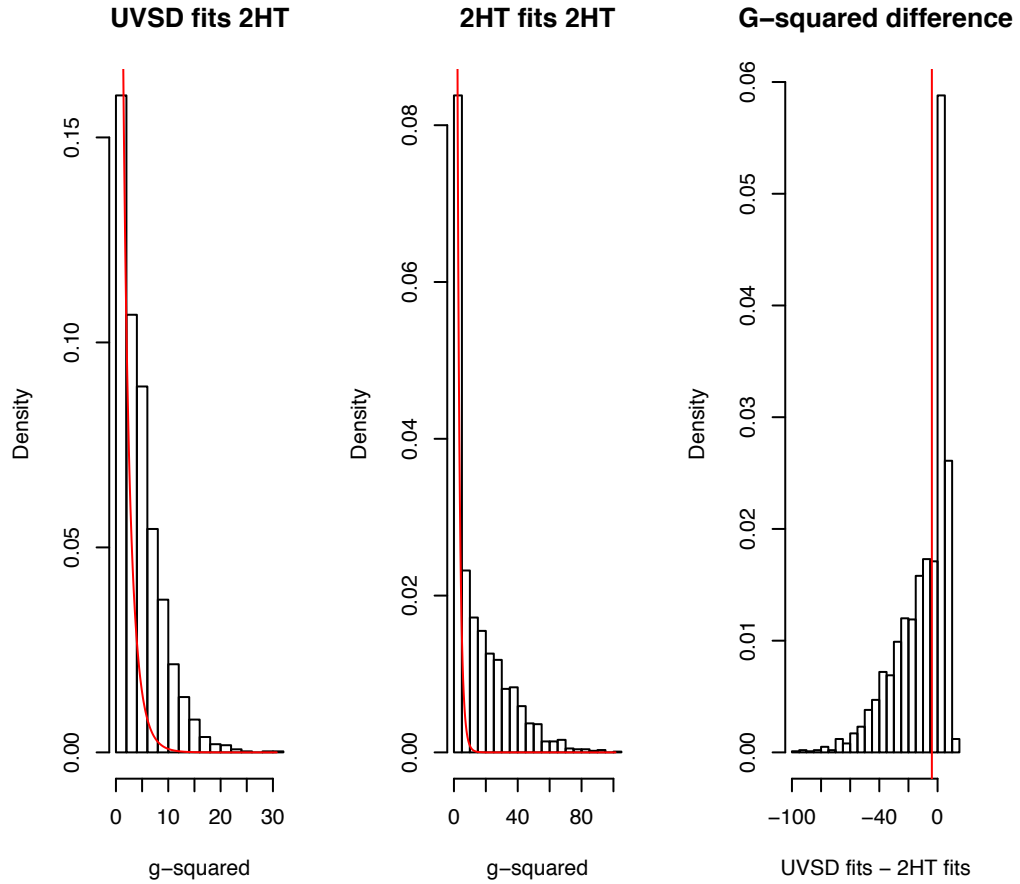 UVSD fits 2HT
Density
0.00
0.05
0.10
0.15
0
10
20
30
g−squared
2HT fits 2HT
Density
0.00
0.02
0.04
0.06
0.08
0
40
80
g−squared
G−squared difference
Density
0.00
0.01
0.02
0.03
0.04
0.05
0.06
−100
−40
0
UVSD fits − 2HT fits